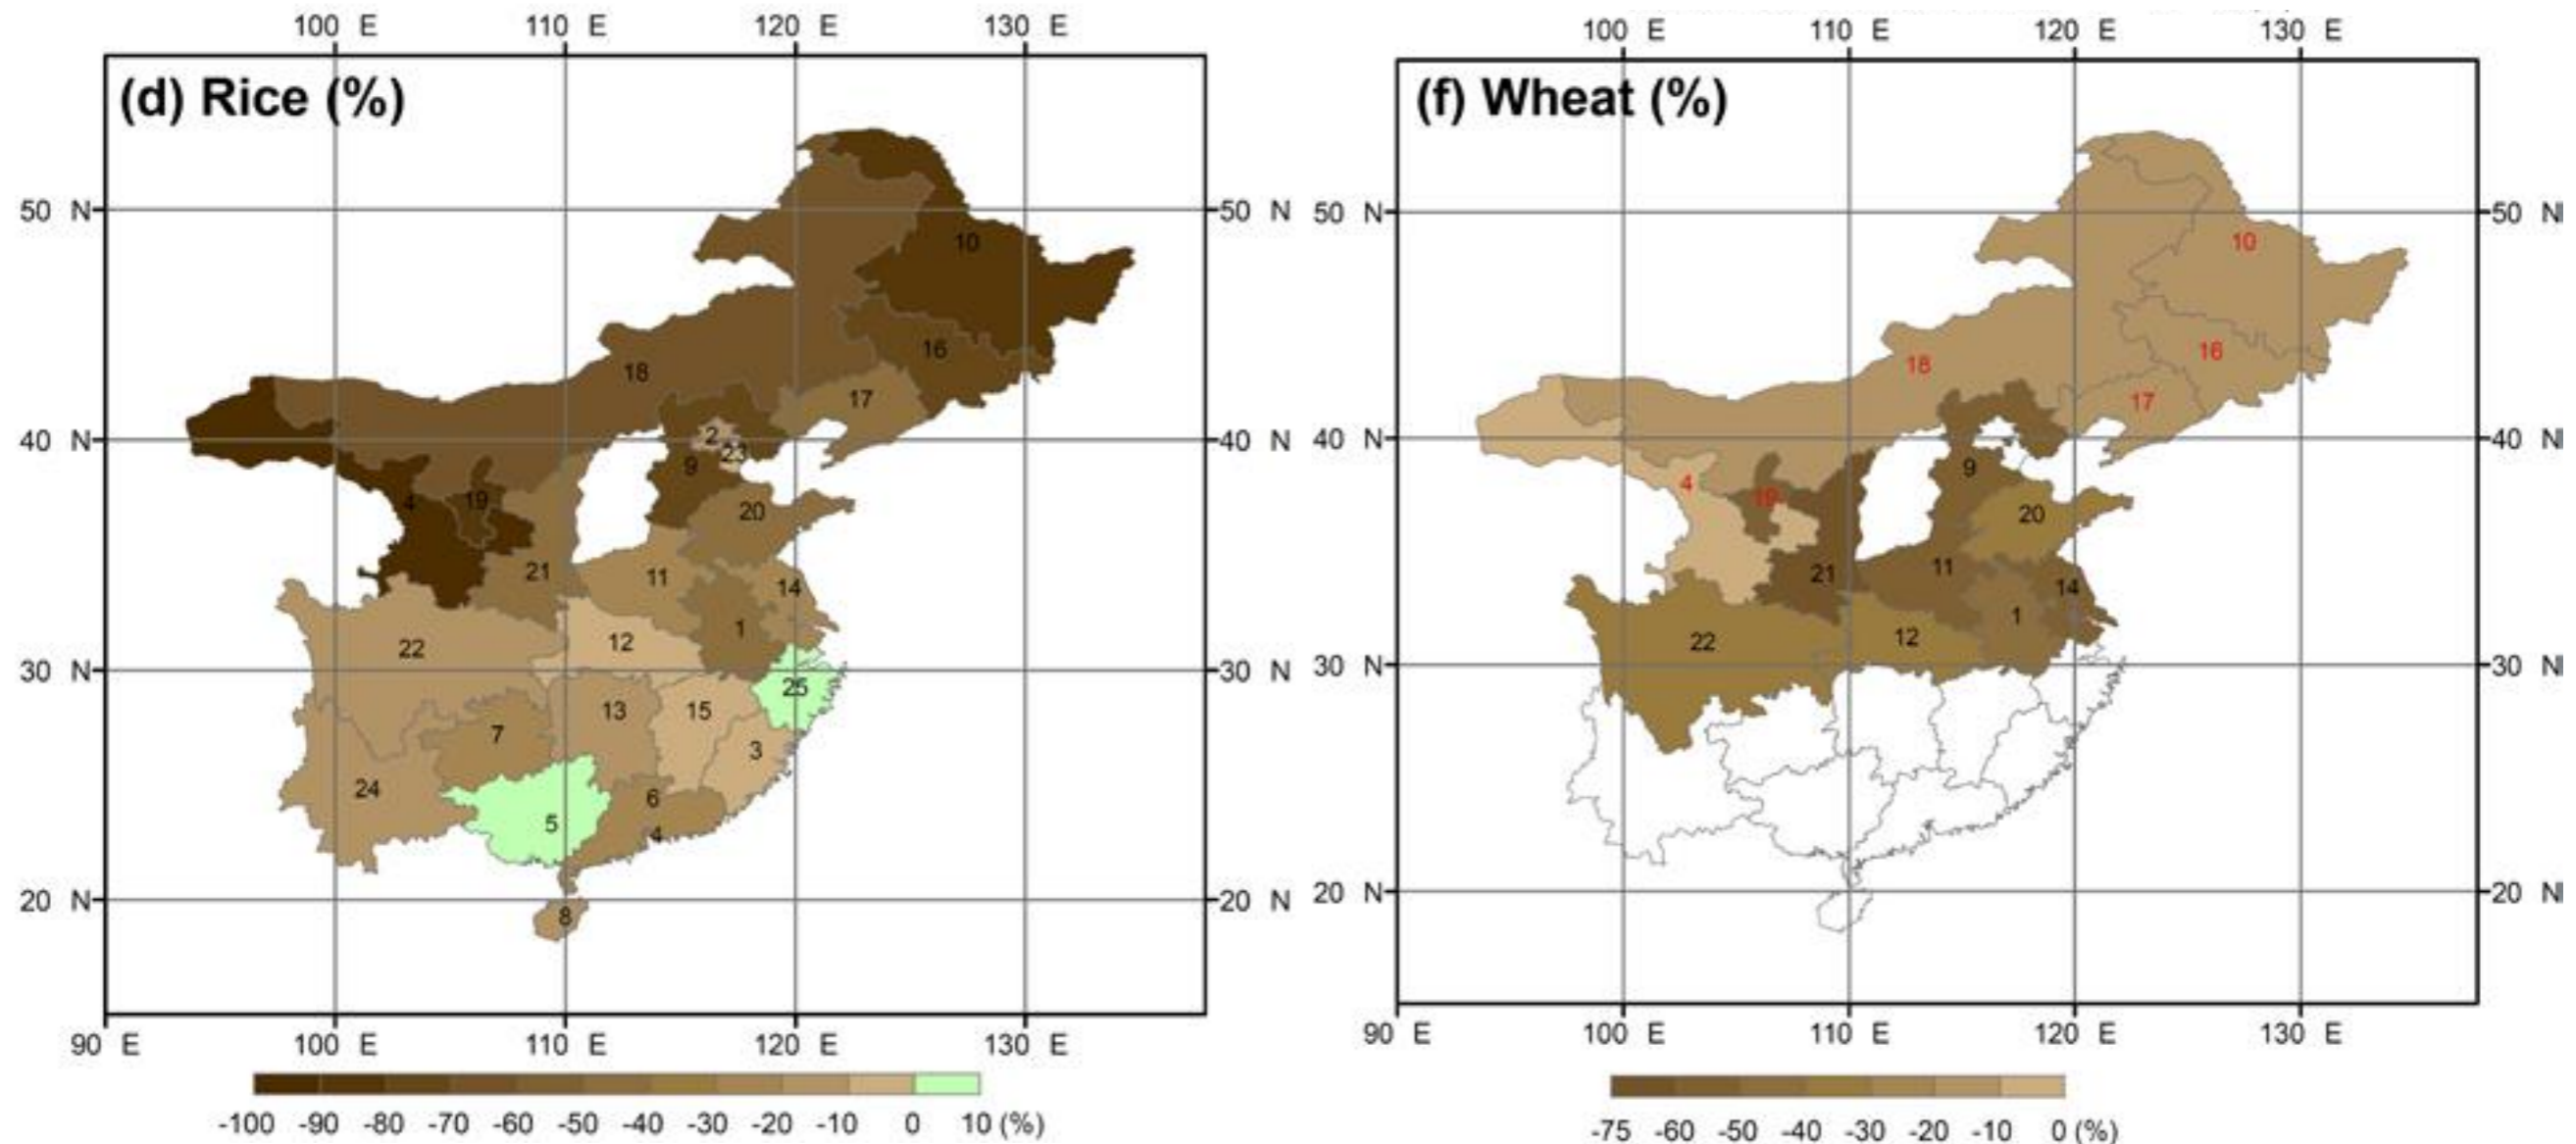 100 E 110 E 120 E 130 E
(d) Rice (%)
50 N
40 N
30 N
20 N
50 N
40 N
30 N
20 N
10
16
18
17
2
23
9
4
19
20
21
11
14
1
22
12
25
13
15
7
3
24
6
5
4
8
90 E 100 E 110 E 120 E 130 E
-100 -90 -80 -70 -60 -50 -40 -30 -20 -10 0 10 (%)
100 E 110 E 120 E 130 E
(f) Wheat (%)
50 N
40 N
30 N
20 N
50 N
40 N
30 N
20 N
10
16
18
17
9
4
19
20
11
21
14
1
22
12
90 E 100 E 110 E 120 E 130 E
-75 -60 -50 -40 -30 -20 -10 0 (%)